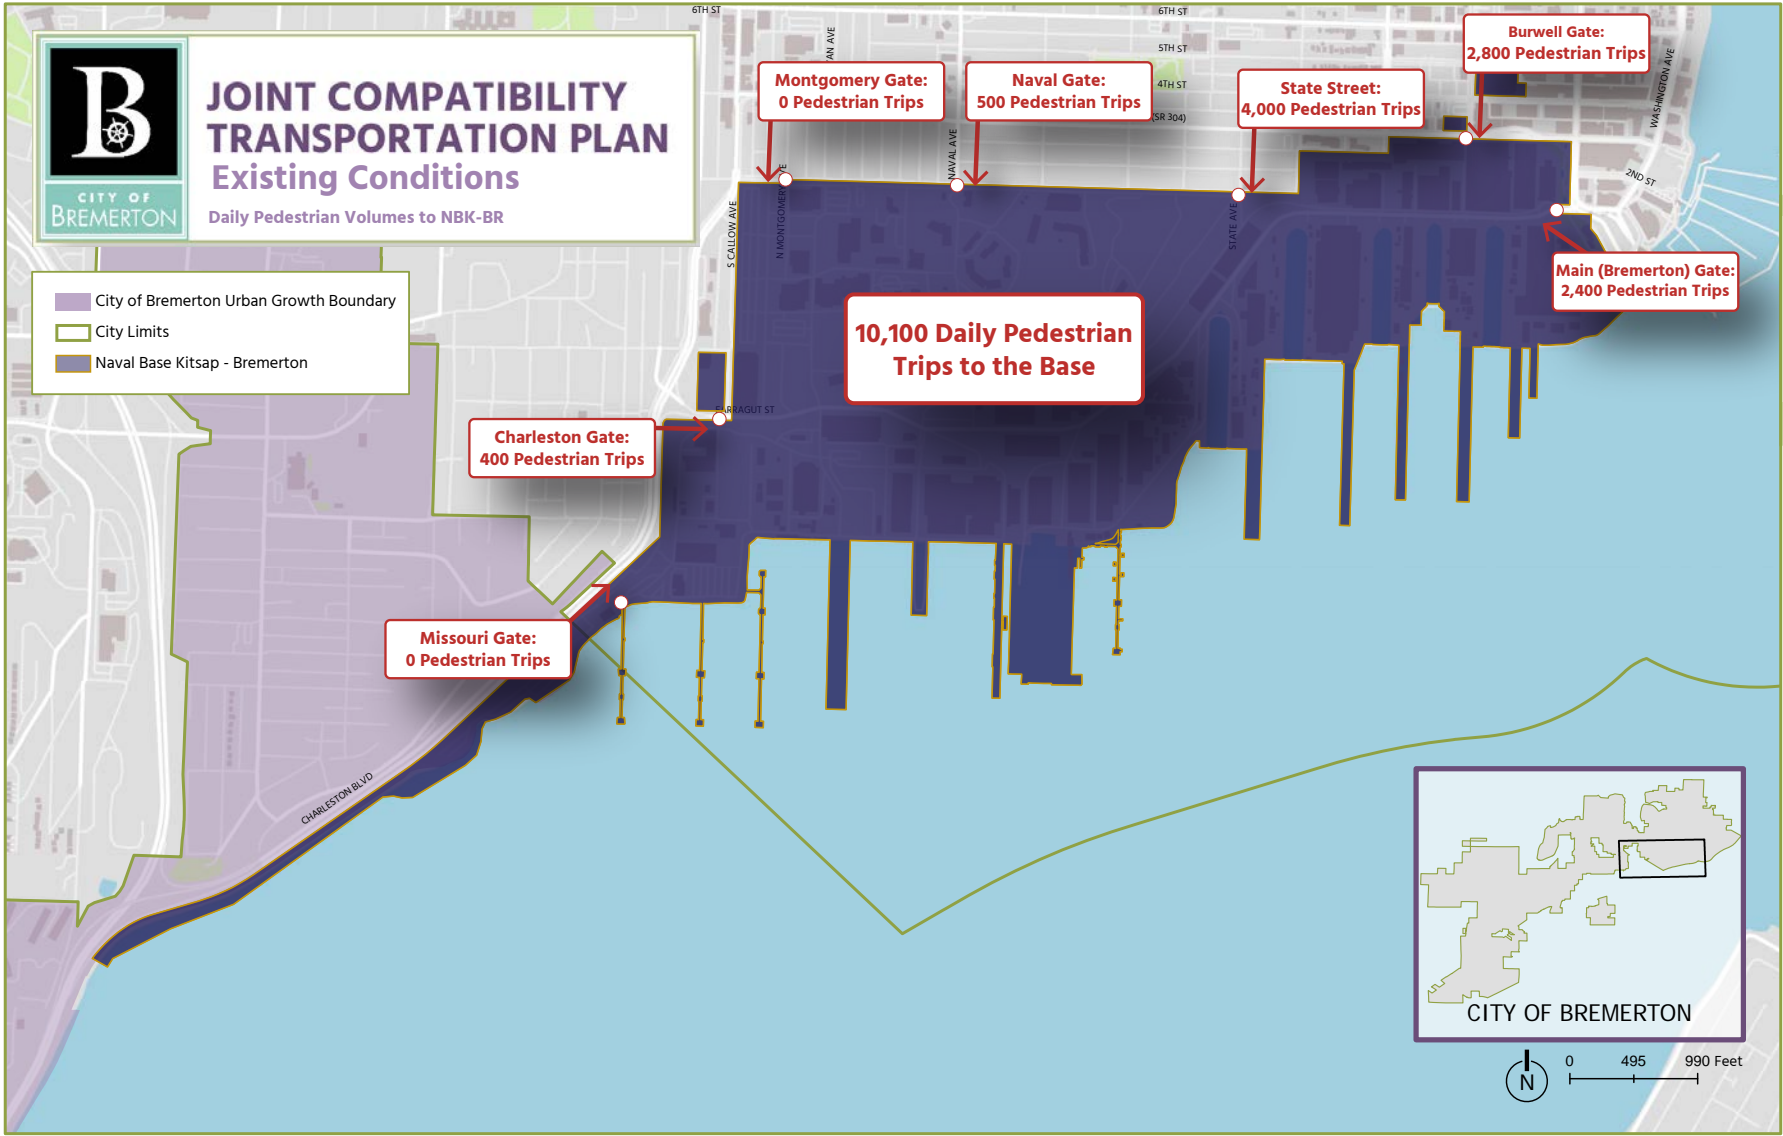 6TH ST
6TH ST
B
CITY OF
BREMERTON
JOINT COMPATIBILITY
TRANSPORTATION PLAN
Existing Conditions
Daily Pedestrian Volumes to NBK-BR
City of Bremerton Urban Growth Boundary
City Limits
Naval Base Kitsap - Bremerton
Montgomery Gate:
0 Pedestrian Trips
Naval Gate:
500 Pedestrian Trips
State Street:
4,000 Pedestrian Trips
Burwell Gate:
2,800 Pedestrian Trips
5TH ST
4TH ST
(SR 304)
WASHINGTON AVE
2ND ST
NAVAL AVE
S CALLOW AVE
N MONTGOMERY AVE
STATE AVE
Main (Bremerton) Gate:
2,400 Pedestrian Trips
10,100 Daily Pedestrian
Trips to the Base
FARRAGUT ST
Charleston Gate:
400 Pedestrian Trips
Missouri Gate:
0 Pedestrian Trips
CHARLESTON BLVD
CITY OF BREMERTON
N
0 495 990 Feet